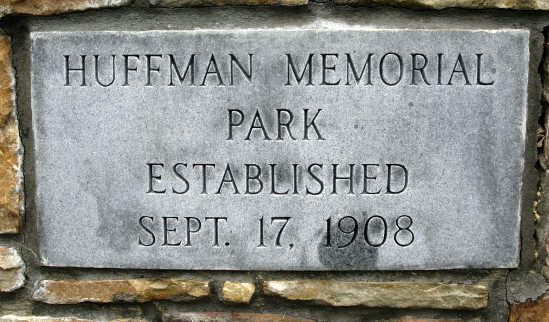 HUFFMAN MEMORIAL
PARK
ESTABLISHED
SEPT. 17, 1908